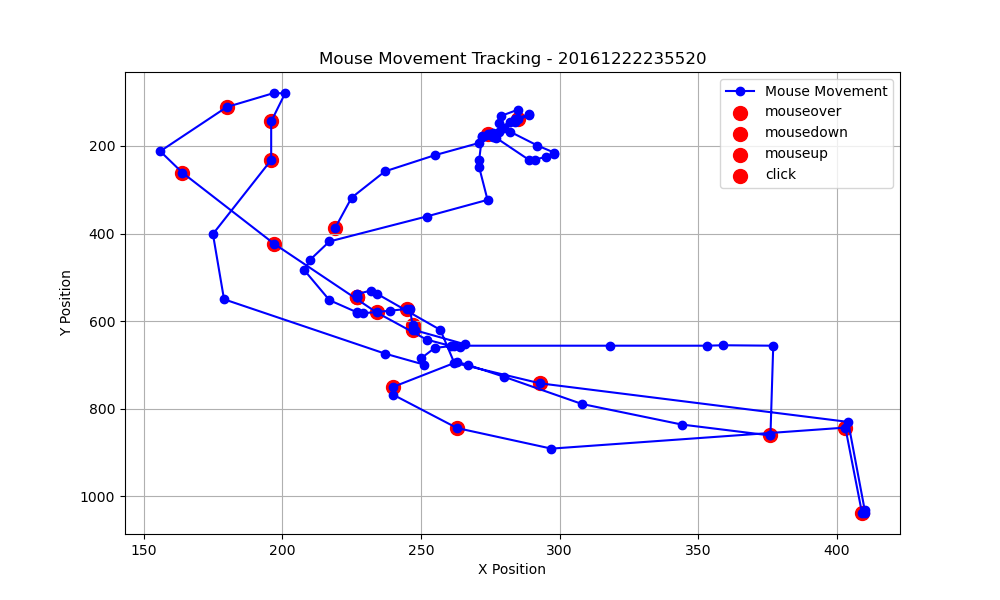 Mouse Movement Tracking - 20161222235520
Mouse Movement
mouseover
mousedown
mouseup
click
Y Position
200
400
600
800
1000
150
200
250
300
350
400
X Position